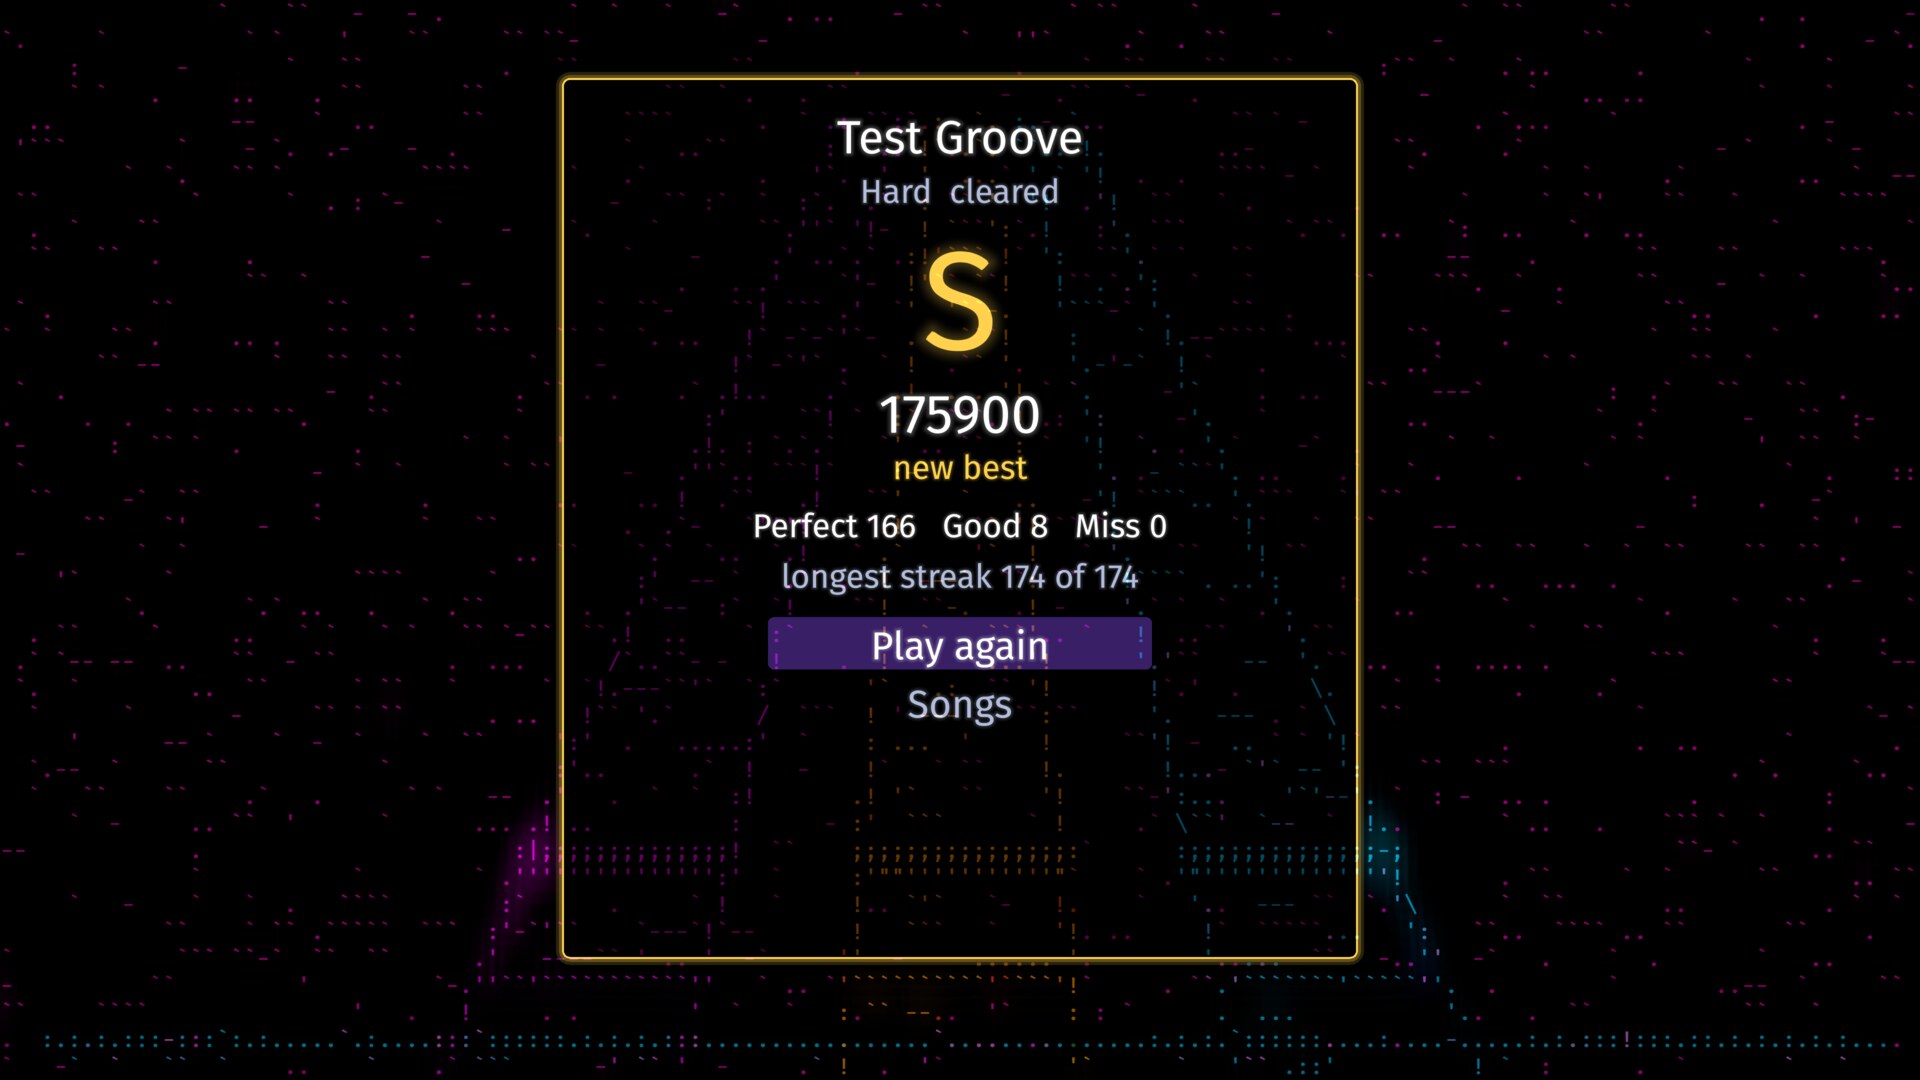 Test Groove
Hard cleared
S
175900
new best
Perfect 166 Good 8 Miss 0
longest streak 174 of 174
Play again
Songs